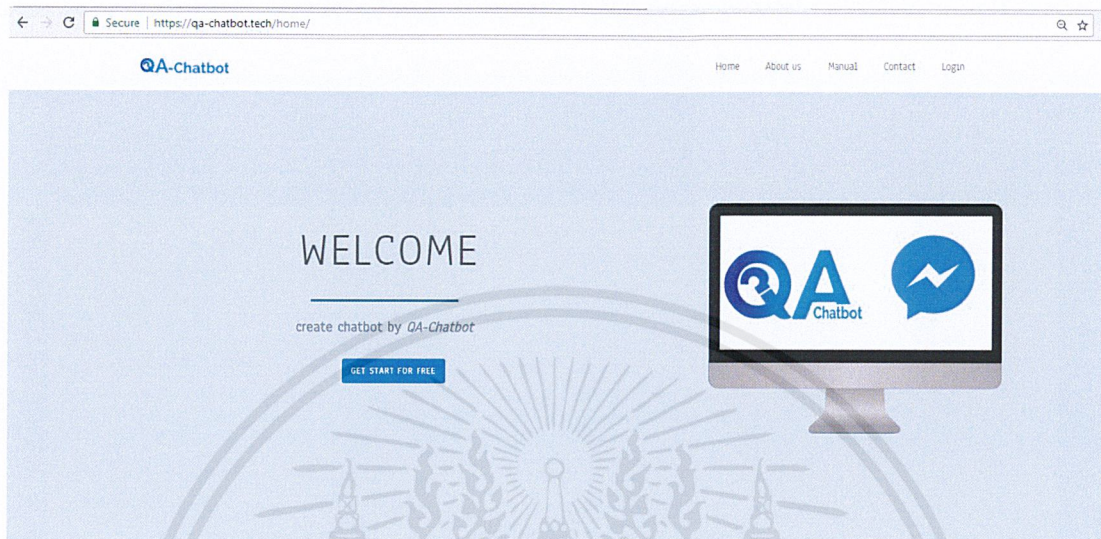 Secure | https://qa-chatbot.tech/home/
QA-Chatbot
Home About us Manual Contact Login
WELCOME
create chatbot by QA-Chatbot
GET START FOR FREE
QA Chatbot